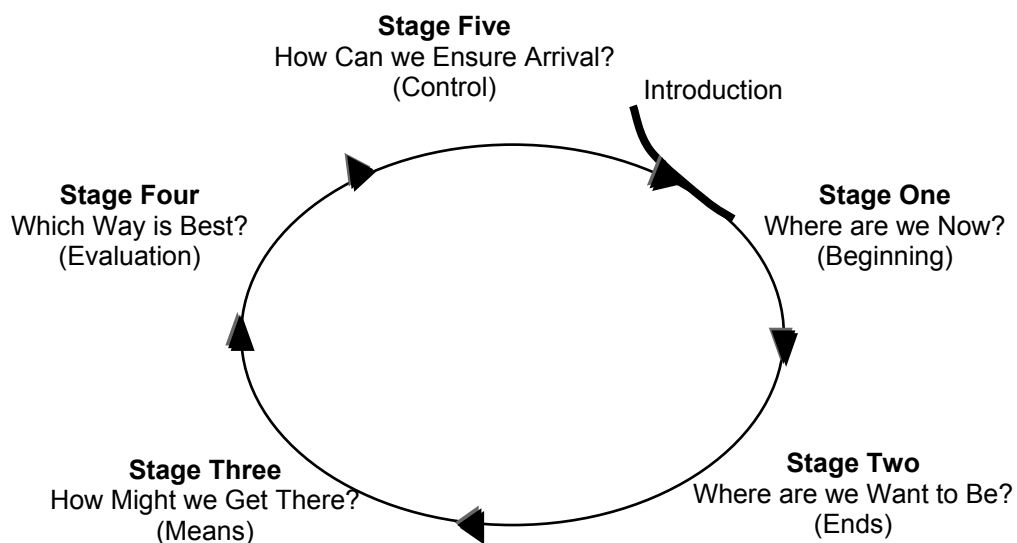 Stage Five
How Can we Ensure Arrival?
(Control)
Introduction
Stage One
Where are we Now?
(Beginning)
Stage Two
Where are we Want to Be?
(Ends)
Stage Three
How Might we Get There?
(Means)
Stage Four
Which Way is Best?
(Evaluation)